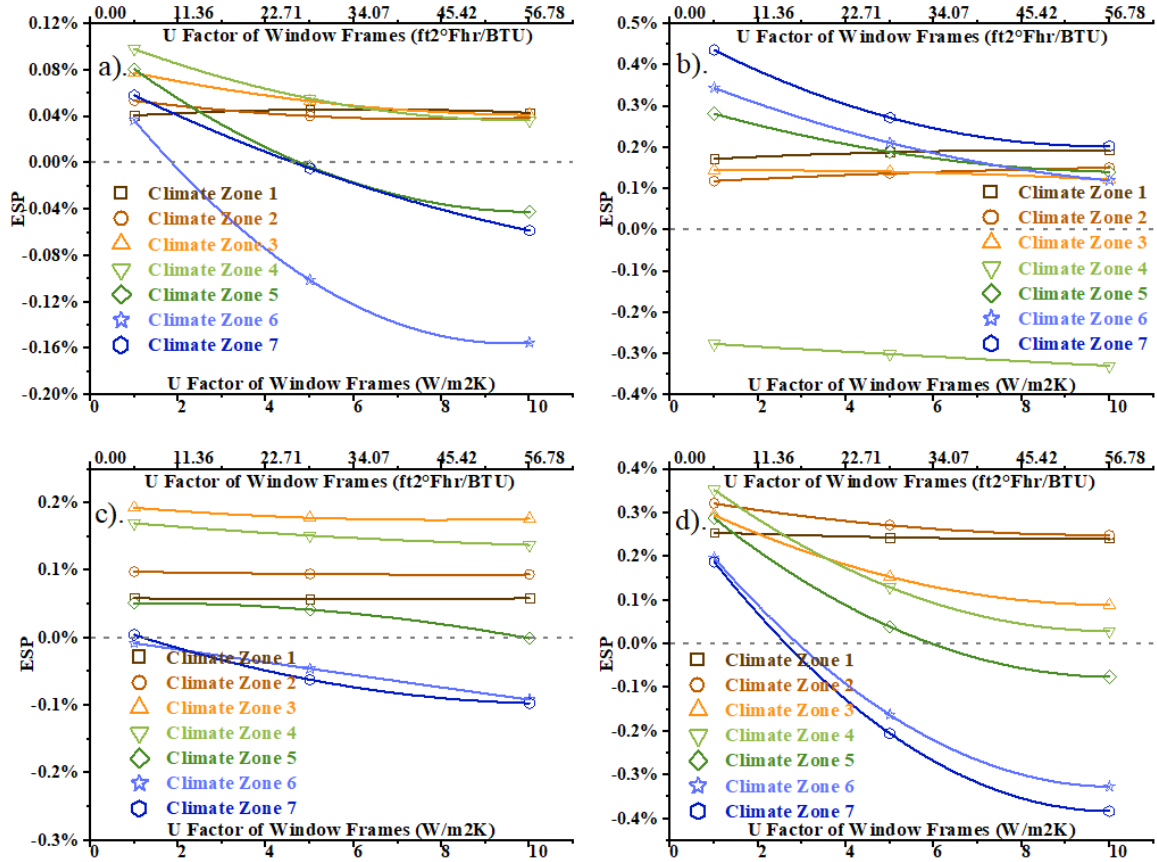 0.00 11.36 22.71 34.07 45.42 56.78
U Factor of Window Frames (ft2°Fhr/BTU)
a).
0.12%
0.08%
0.04%
0.00%
-0.04%
-0.08%
-0.12%
-0.16%
-0.20%
ESP
Climate Zone 1
Climate Zone 2
Climate Zone 3
Climate Zone 4
Climate Zone 5
Climate Zone 6
Climate Zone 7
U Factor of Window Frames (W/m2K)
0 2 4 6 8 10
0.00 11.36 22.71 34.07 45.42 56.78
U Factor of Window Frames (ft2°Fhr/BTU)
b).
0.5%
0.4%
0.3%
0.2%
0.1%
0.0%
-0.1%
-0.2%
-0.3%
-0.4%
ESP
Climate Zone 1
Climate Zone 2
Climate Zone 3
Climate Zone 4
Climate Zone 5
Climate Zone 6
Climate Zone 7
U Factor of Window Frames (W/m2K)
0 2 4 6 8 10
0.00 11.36 22.71 34.07 45.42 56.78
U Factor of Window Frames (ft2°Fhr/BTU)
c).
0.2%
0.1%
0.0%
-0.1%
-0.2%
-0.3%
ESP
Climate Zone 1
Climate Zone 2
Climate Zone 3
Climate Zone 4
Climate Zone 5
Climate Zone 6
Climate Zone 7
U Factor of Window Frames (W/m2K)
0 2 4 6 8 10
0.00 11.36 22.71 34.07 45.42 56.78
U Factor of Window Frames (ft2°Fhr/BTU)
d).
0.4%
0.3%
0.2%
0.1%
0.0%
-0.1%
-0.2%
-0.3%
-0.4%
ESP
Climate Zone 1
Climate Zone 2
Climate Zone 3
Climate Zone 4
Climate Zone 5
Climate Zone 6
Climate Zone 7
U Factor of Window Frames (W/m2K)
0 2 4 6 8 10